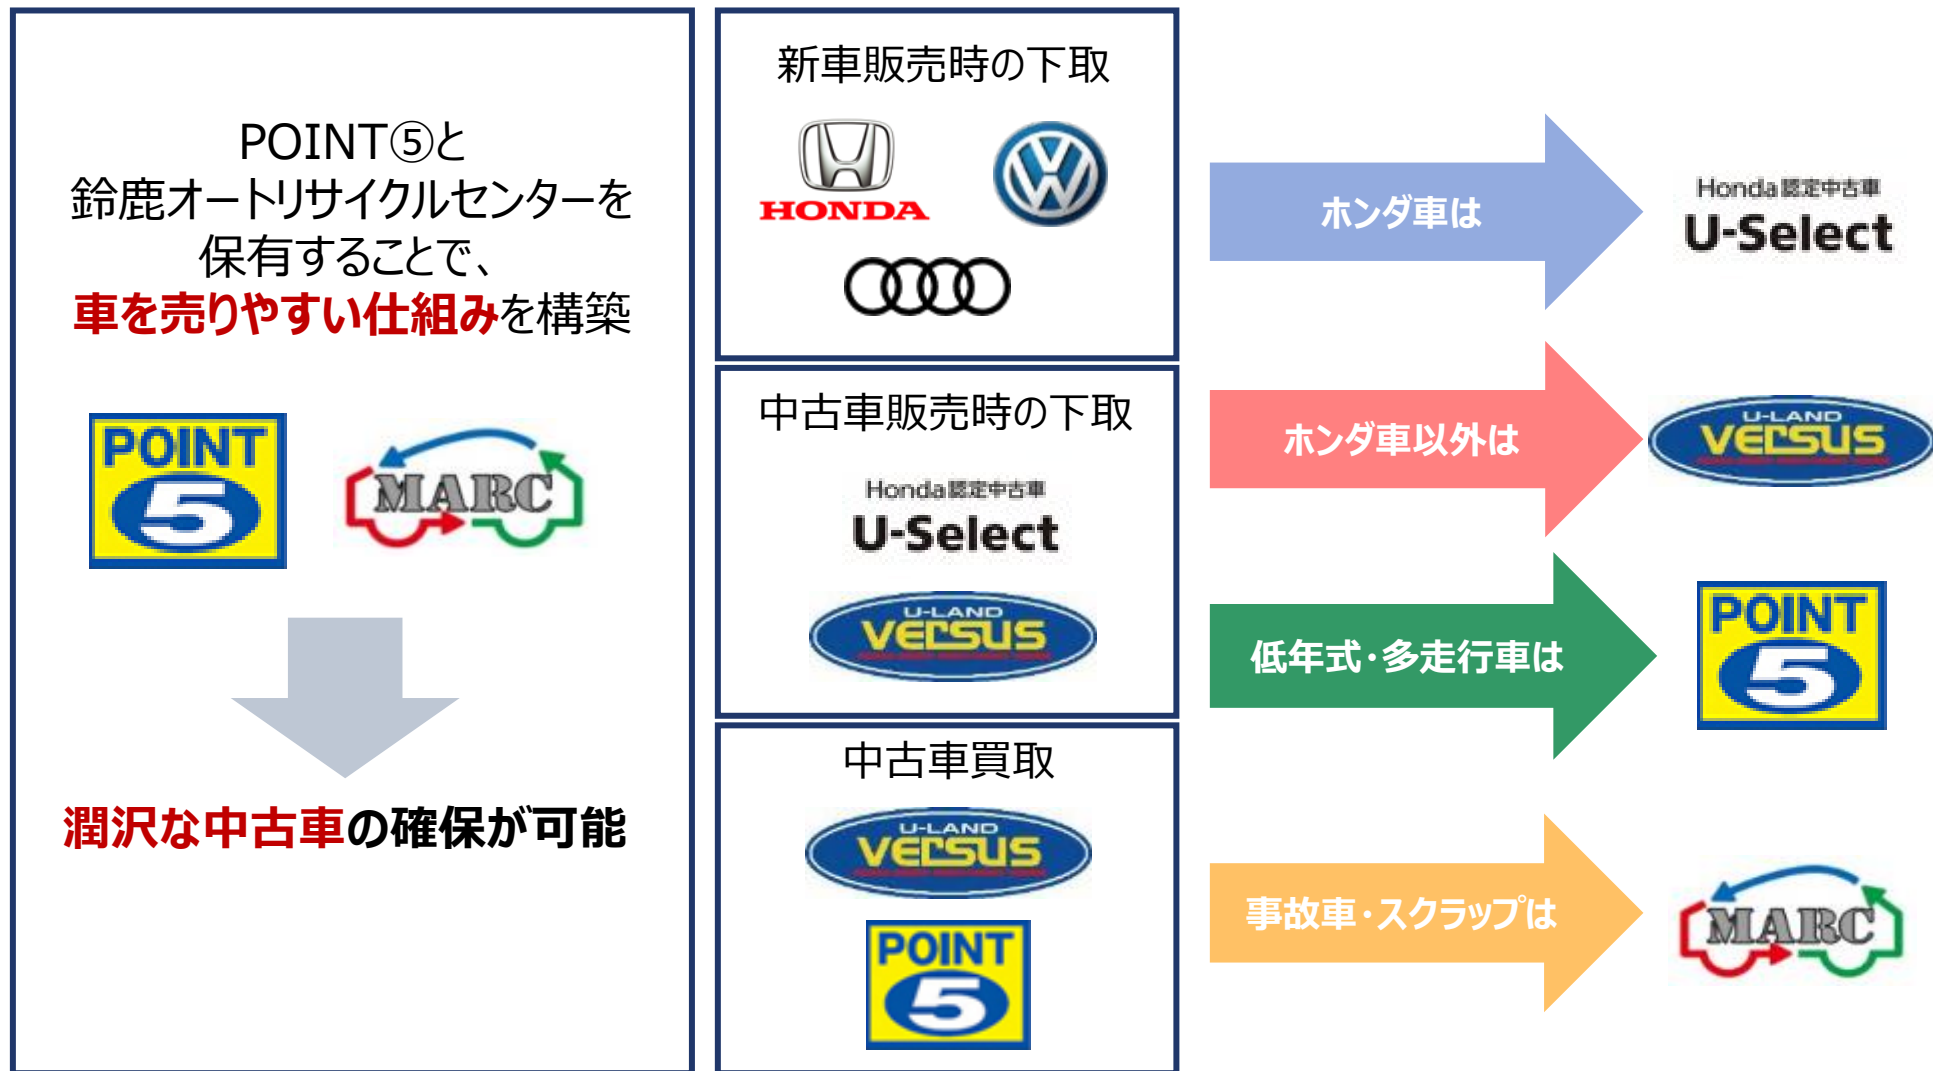 POINT⑤と
鈴鹿オートリサイクルセンターを
保有することで、
車を売りやすい仕組みを構築
POINT
5
MARC
潤沢な中古車の確保が可能
新車販売時の下取
HONDA
中古車販売時の下取
Honda認定中古車
U-Select
U-LAND
VERSUS
中古車買取
U-LAND
VERSUS
POINT
5
ホンダ車は
Honda認定中古車
U-Select
ホンダ車以外は
U-LAND
VERSUS
低年式・多走行車は
POINT
5
事故車・スクラップは
MARC